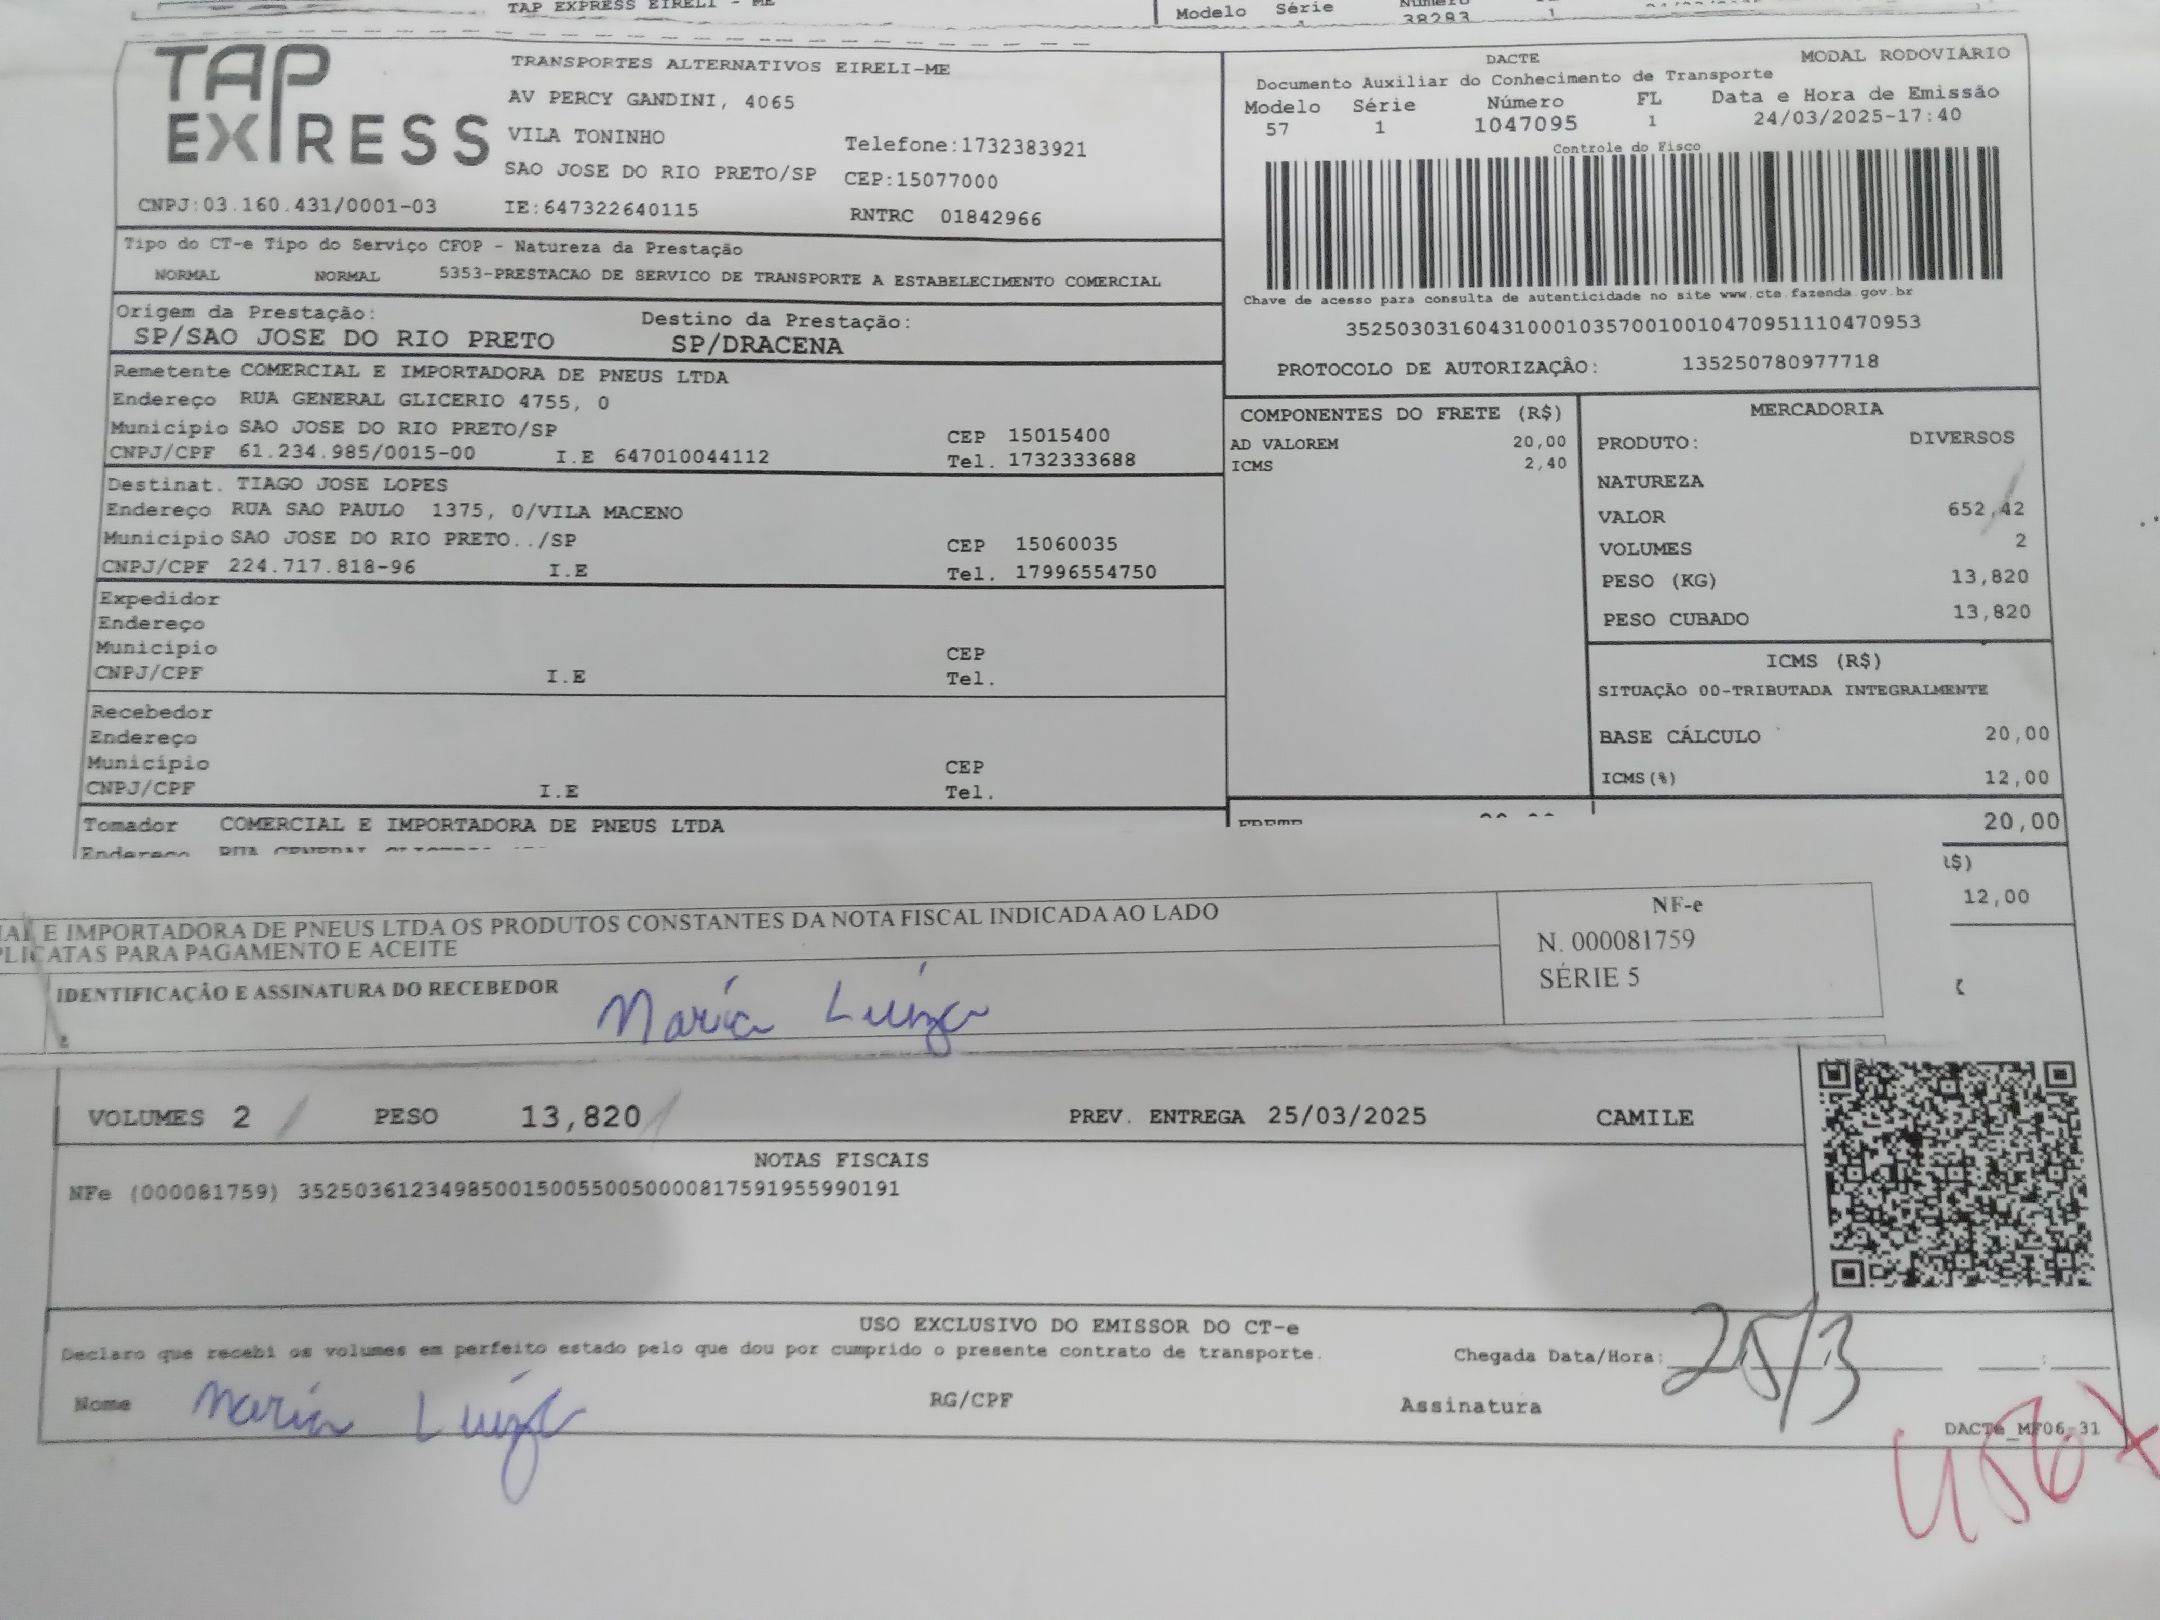 TAP EXPRESS EIRELI - ME
Modelo Série Número
38283 1
TAP EXPRESS
TRANSPORTES ALTERNATIVOS EIRELI-ME
AV PERCY GANDINI, 4065
VILA TONINHO Telefone:1732383921
SAO JOSE DO RIO PRETO/SP CEP:15077000
CNPJ:03.160.431/0001-03 IE:647322640115 RNTRC 01842966
DACTE MODAL RODOVIÁRIO
Documento Auxiliar do Conhecimento de Transporte
Modelo Série Número FL Data e Hora de Emissão
57 1 1047095 1 24/03/2025-17:40
Controle do Fisco
Chave de acesso para consulta de autenticidade no site www.cte.fazenda.gov.br
35250303160431000103570010010470951110470953
PROTOCOLO DE AUTORIZAÇÂO: 135250780977718
Tipo do CT-e Tipo do Serviço CFOP - Natureza da Prestação
NORMAL NORMAL 5353-PRESTACAO DE SERVICO DE TRANSPORTE A ESTABELECIMENTO COMERCIAL
Origem da Prestação: Destino da Prestação:
SP/SAO JOSE DO RIO PRETO SP/DRACENA
Remetente COMERCIAL E IMPORTADORA DE PNEUS LTDA
Endereço RUA GENERAL GLICERIO 4755, 0
Município SAO JOSE DO RIO PRETO/SP CEP 15015400
CNPJ/CPF 61.234.985/0015-00 I.E 647010044112 Tel. 1732333688
Destinat. TIAGO JOSE LOPES
Endereço RUA SAO PAULO 1375, 0/VILA MACENO
Município SAO JOSE DO RIO PRETO../SP CEP 15060035
CNPJ/CPF 224.717.818-96 I.E Tel. 17996554750
Expedidor
Endereço
Município CEP
CNPJ/CPF I.E Tel.
Recebedor
Endereço
Município CEP
CNPJ/CPF I.E Tel.
Tomador COMERCIAL E IMPORTADORA DE PNEUS LTDA
Endereço RUA GENERAL
COMPONENTES DO FRETE (R$)
AD VALOREM 20,00
ICMS 2,40
MERCADORIA
PRODUTO: DIVERSOS
NATUREZA
VALOR 652,42
VOLUMES 2
PESO (KG) 13,820
PESO CUBADO 13,820
ICMS (R$)
SITUAÇÃO 00-TRIBUTADA INTEGRALMENTE
BASE CÁLCULO 20,00
ICMS(%) 12,00
FRETE 20,00
R$)
12,00
E IMPORTADORA DE PNEUS LTDA OS PRODUTOS CONSTANTES DA NOTA FISCAL INDICADA AO LADO
PLICATAS PARA PAGAMENTO E ACEITE
IDENTIFICAÇÃO E ASSINATURA DO RECEBEDOR Maria Luiza
NF-e
N. 000081759
SÉRIE 5
VOLUMES 2 PESO 13,820 PREV. ENTREGA 25/03/2025 CAMILE
NOTAS FISCAIS
NFe (000081759) 35250361234985001500550050000817591955990191
USO EXCLUSIVO DO EMISSOR DO CT-e
Declaro que recebi os volumes em perfeito estado pelo que dou por cumprido o presente contrato de transporte. Chegada Data/Hora: 25/3
Nome Maria Luiza RG/CPF Assinatura
DACTe_MF06-31